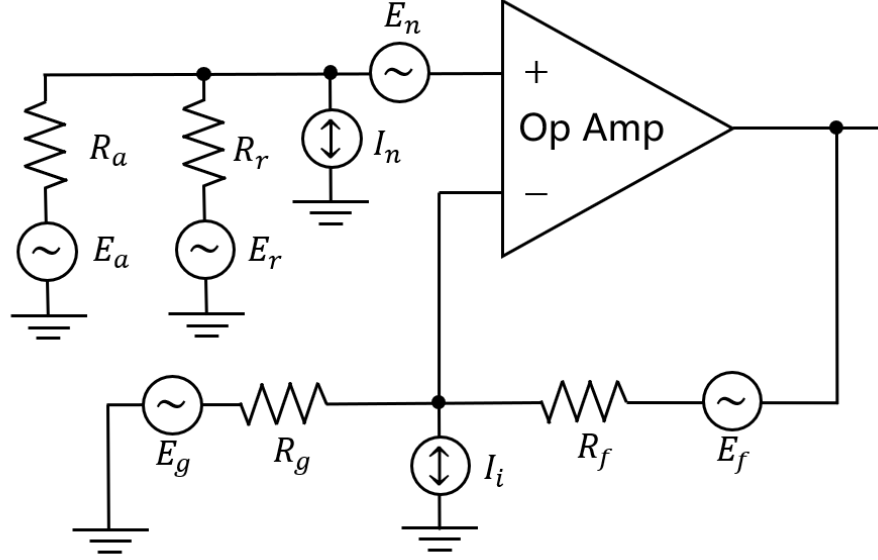 E_n
+
Op Amp
−
R_a
R_r
I_n
E_a
E_r
E_g
R_g
I_i
R_f
E_f